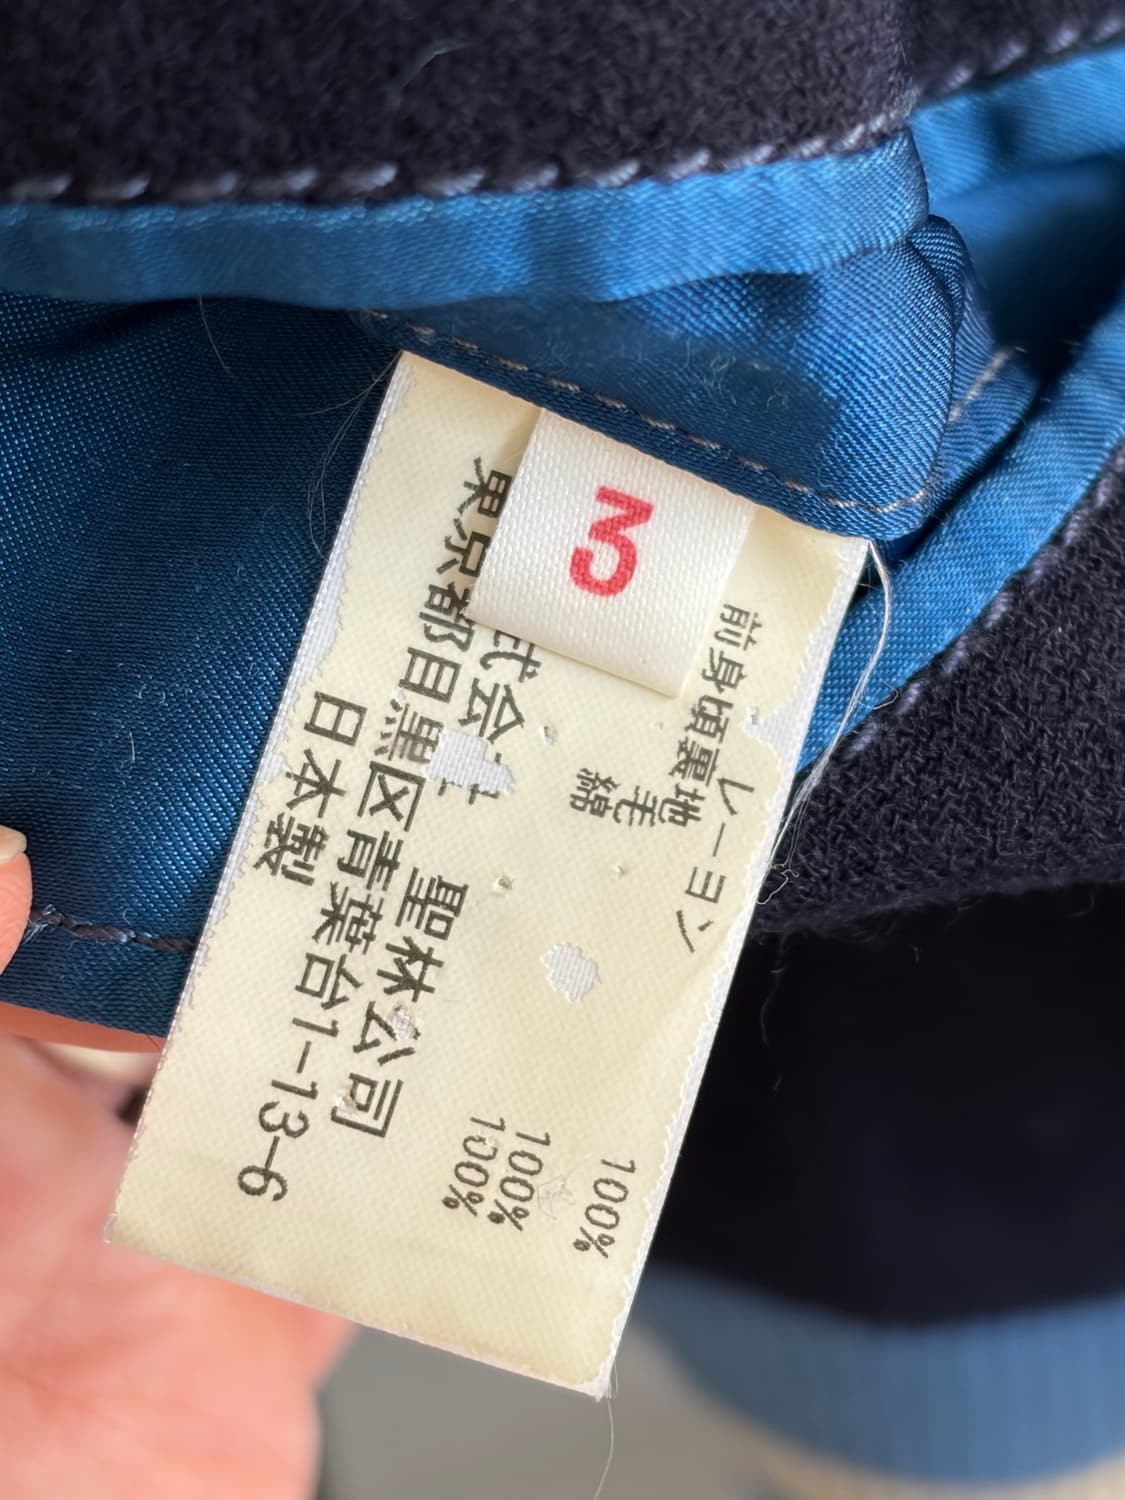 前身頃裏地 レーヨン 100%
毛 100%
綿 100%
式会 聖林公司
東京都目黒区青葉台1-13-6
日本製